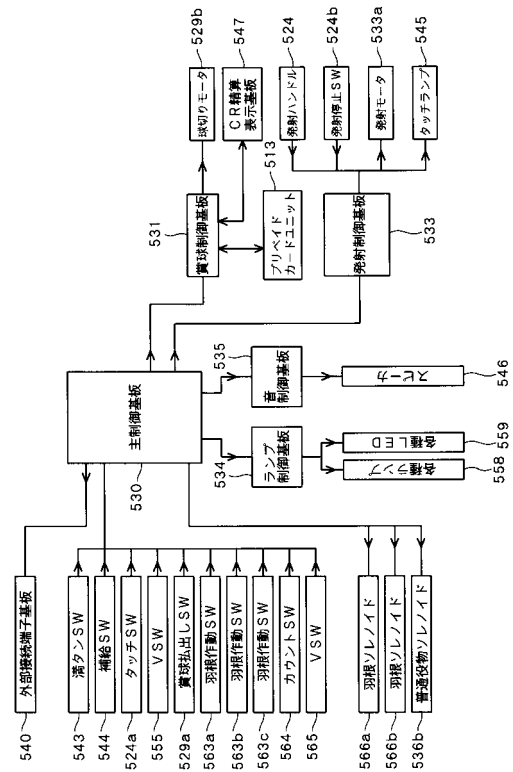 529b
球切りモータ
547
CR精算
表示基板
524
発射ハンドル
524b
発射停止SW
533a
発射モータ
545
タッチランプ
531
賞球制御基板
513
プリペイド
カードユニット
発射制御基板
533
主制御基板
530
535
音
制御基板
スピーカ
546
534
ランプ
制御基板
各種LED
559
各種ランプ
558
外部接続端子基板
540
満タンSW
543
補給SW
544
タッチSW
524a
VSW
555
賞球払出しSW
529a
羽根作動SW
563a
羽根作動SW
563b
羽根作動SW
563c
カウントSW
564
VSW
565
羽根ソレノイド
566a
羽根ソレノイド
566b
普通役物ソレノイド
536b